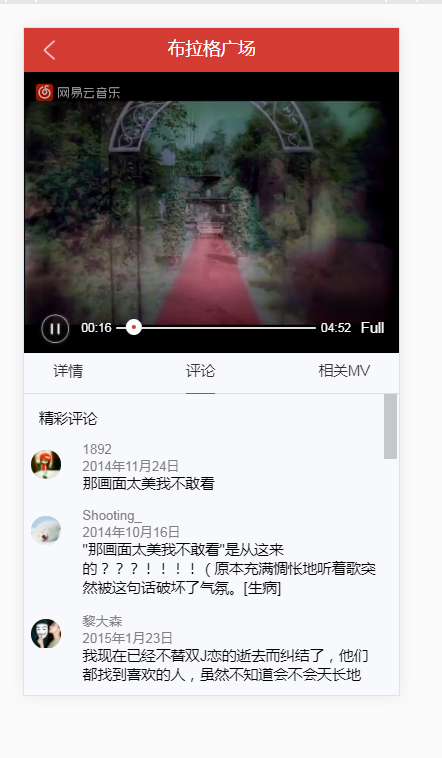 布拉格广场
网易云音乐
00:16
04:52
Full
详情
评论
相关MV
精彩评论
1892
2014年11月24日
那画面太美我不敢看
Shooting_
2014年10月16日
"那画面太美我不敢看"是从这来
的？？？！！！！（原本充满惆怅地听着歌突
然被这句话破坏了气氛。[生病]
黎大森
2015年1月23日
我现在已经不替双J恋的逝去而纠结了，他们
都找到喜欢的人，虽然不知道会不会天长地